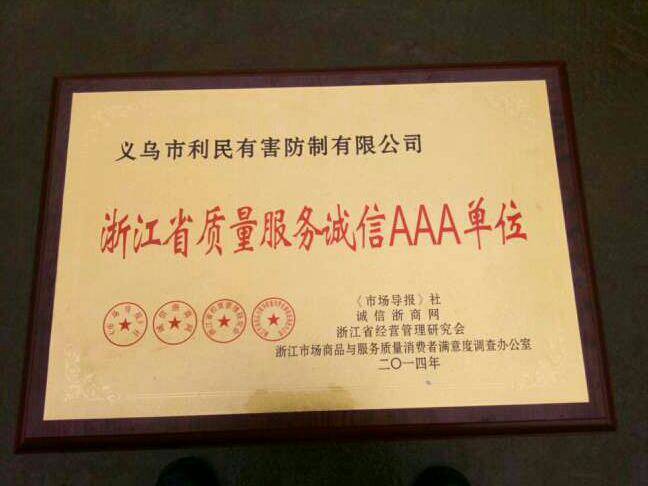 义乌市利民有害防制有限公司
浙江省质量服务诚信AAA单位
《市场导报》社
诚信浙商网
浙江省经营管理研究会
浙江市场商品与服务质量消费者满意度调查办公室
二〇一四年